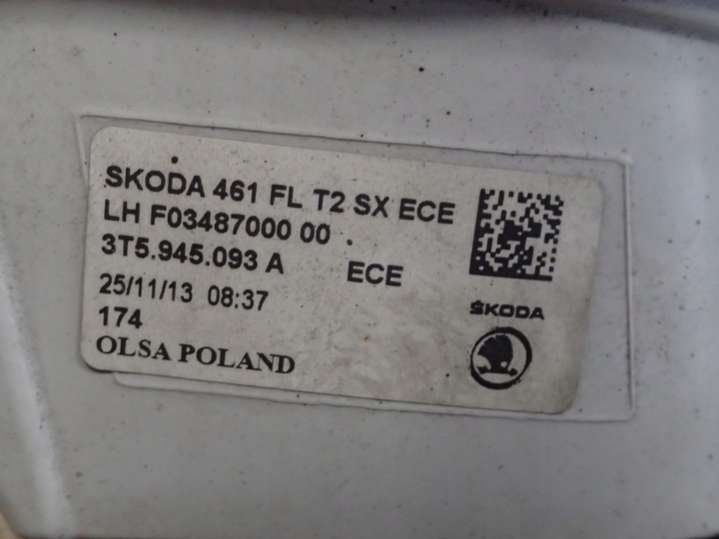 SKODA 461 FL T2 SX ECE
LH F03487000 00
3T5.945.093 A ECE
25/11/13 08:37
174
OLSA POLAND
ŠKODA